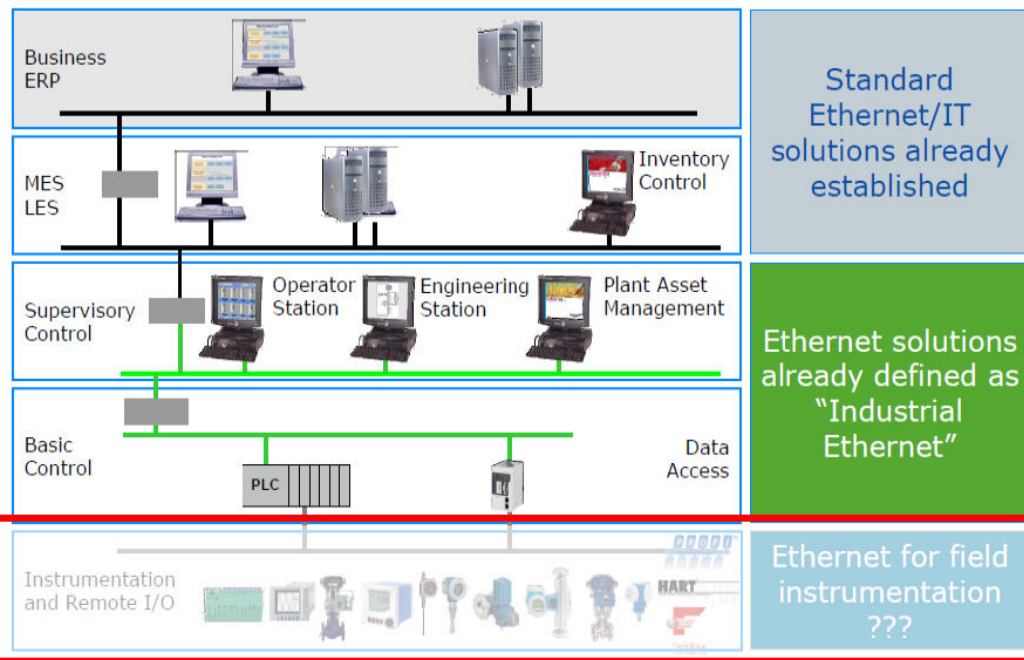 Business
ERP
Standard
Ethernet/IT
solutions already
established
MES
LES
Inventory
Control
Supervisory
Control
Operator
Station
Engineering
Station
Plant Asset
Management
Ethernet solutions
already defined as
“Industrial
Ethernet”
Basic
Control
PLC
Data
Access
Instrumentation
and Remote I/O
PROFI
HART
Ethernet for field
instrumentation
???